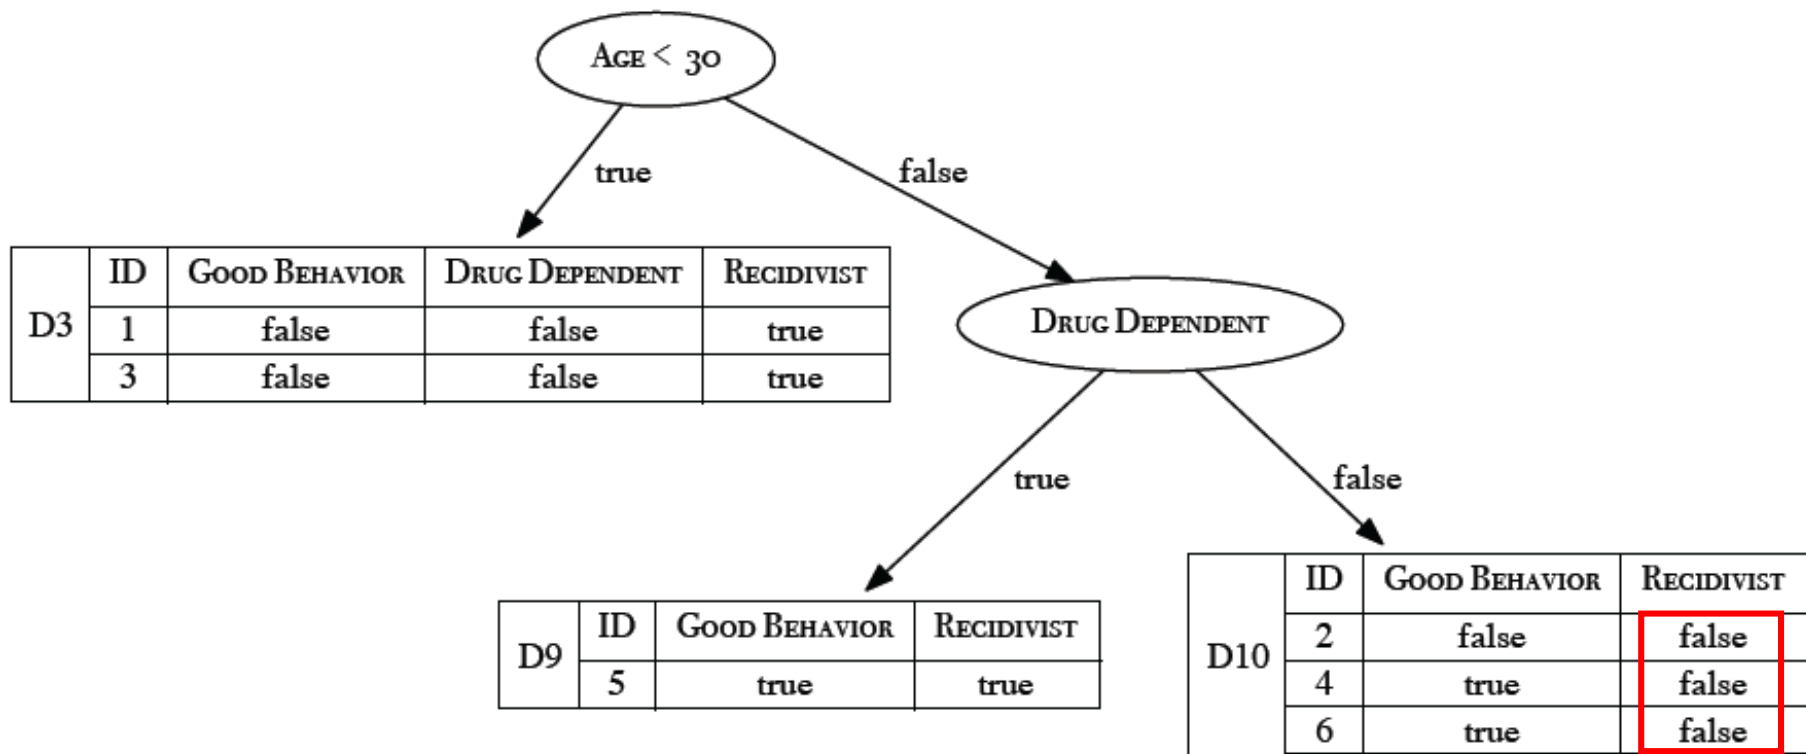 Age < 30
true
false
D3
ID Good Behavior Drug Dependent Recidivist
1 false false true
3 false false true
Drug Dependent
true
false
D9
ID Good Behavior Recidivist
5 true true
D10
ID Good Behavior Recidivist
2 false false
4 true false
6 true false